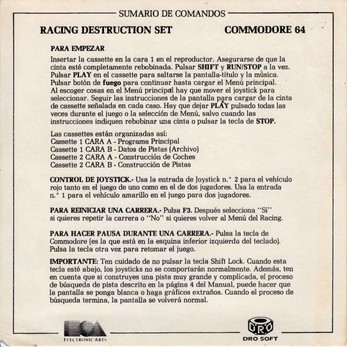 SUMARIO DE COMANDOS
RACING DESTRUCTION SET COMMODORE 64
PARA EMPEZAR
Insertar la cassette en la cara 1 en el reproductor. Asegurarse de que la
cinta esté completamente rebobinada. Pulsar SHIFT y RUN/STOP a la vez.
Pulsar PLAY en el cassette para saltarse la pantalla-título y la música.
Pulsar botón de fuego hasta cargar el Menú principal.
Al escoger cosas en el Menú principal hay que mover el joystick para
seleccionar. Seguir las instrucciones de la pantalla para cargar de la cinta
de cassette señalada en cada caso. Hay que dejar PLAY pulsado todas las
veces durante el juego o la selección de Menú, salvo cuando las
instrucciones indiquen rebobinar una cinta o pulsar la tecla de STOP.
Las cassettes están organizadas así:
Cassette 1 CARA A - Programa Principal
Cassette 1 CARA B - Datos de Pistas (Archivo)
Cassette 2 CARA A - Construcción de Coches
Cassette 2 CARA B - Construcción de Pistas
CONTROL DE JOYSTICK.- Usa la entrada de Joystick n.° 2 para el vehículo
rojo tanto en el juego de uno como en el de dos jugadores. Usa la entrada
n.° 1 para el vehículo amarillo en el juego para dos jugadores.
PARA REINICIAR UNA CARRERA.- Pulsa F3. Después selecciona "Sí"
si quieres repetir la carrera o "No" si quieres volver al Menú del Racing.
PARA HACER PAUSA DURANTE UNA CARRERA.- Pulsa la tecla de
Commodore (es la que está en la esquina inferior izquierda del teclado).
Pulsa la tecla otra vez para retomar el juego.
IMPORTANTE: Ten cuidado de no pulsar la tecla Shift Lock. Cuando esta
tecla esté abajo, los joysticks no se comportarán normalmente. Además, ten
en cuenta que si construyes una pista muy grande y complicada, el proceso
de búsqueda de pista descrito en la página 4 del Manual, puede hacer que
la pantalla se ponga blanca o haga gráficos extraños. Cuando el proceso de
búsqueda termina, la pantalla se volverá normal.
ELECTRONIC ARTS DRO DRO SOFT